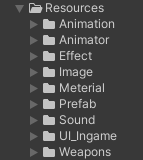 Resources
Animation
Animator
Effect
Image
Meterial
Prefab
Sound
UI_Ingame
Weapons